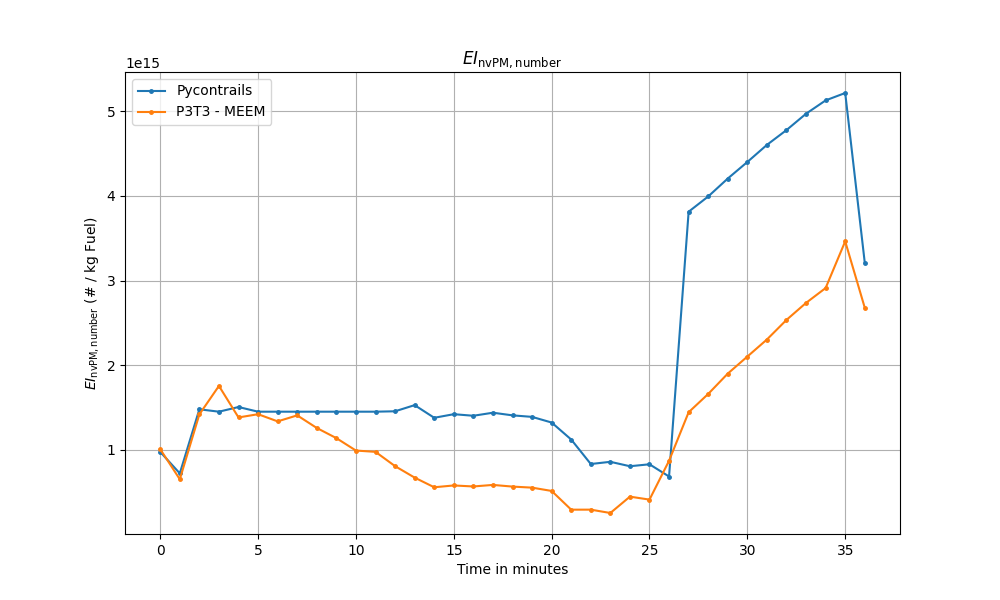 EI_nvPM, number
1e15
Pycontrails
P3T3 - MEEM
5
4
3
2
1
EI_nvPM, number (# / kg Fuel)
0 5 10 15 20 25 30 35
Time in minutes